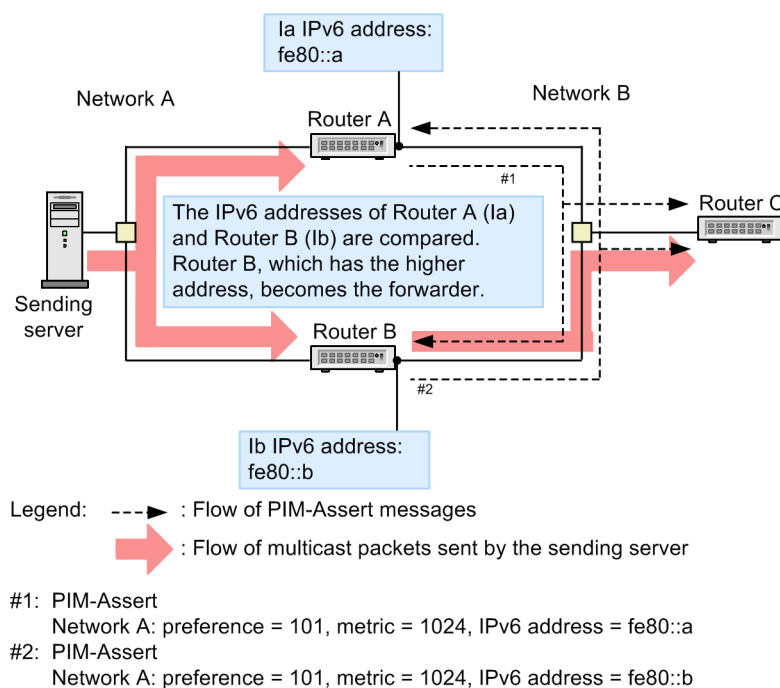 Ia IPv6 address:
fe80::a
Network A
Network B
Router A
#1
Router C
The IPv6 addresses of Router A (Ia)
and Router B (Ib) are compared.
Router B, which has the higher
address, becomes the forwarder.
Sending
server
Router B
#2
Ib IPv6 address:
fe80::b
Legend:
: Flow of PIM-Assert messages
: Flow of multicast packets sent by the sending server
#1: PIM-Assert
Network A: preference = 101, metric = 1024, IPv6 address = fe80::a
#2: PIM-Assert
Network A: preference = 101, metric = 1024, IPv6 address = fe80::b